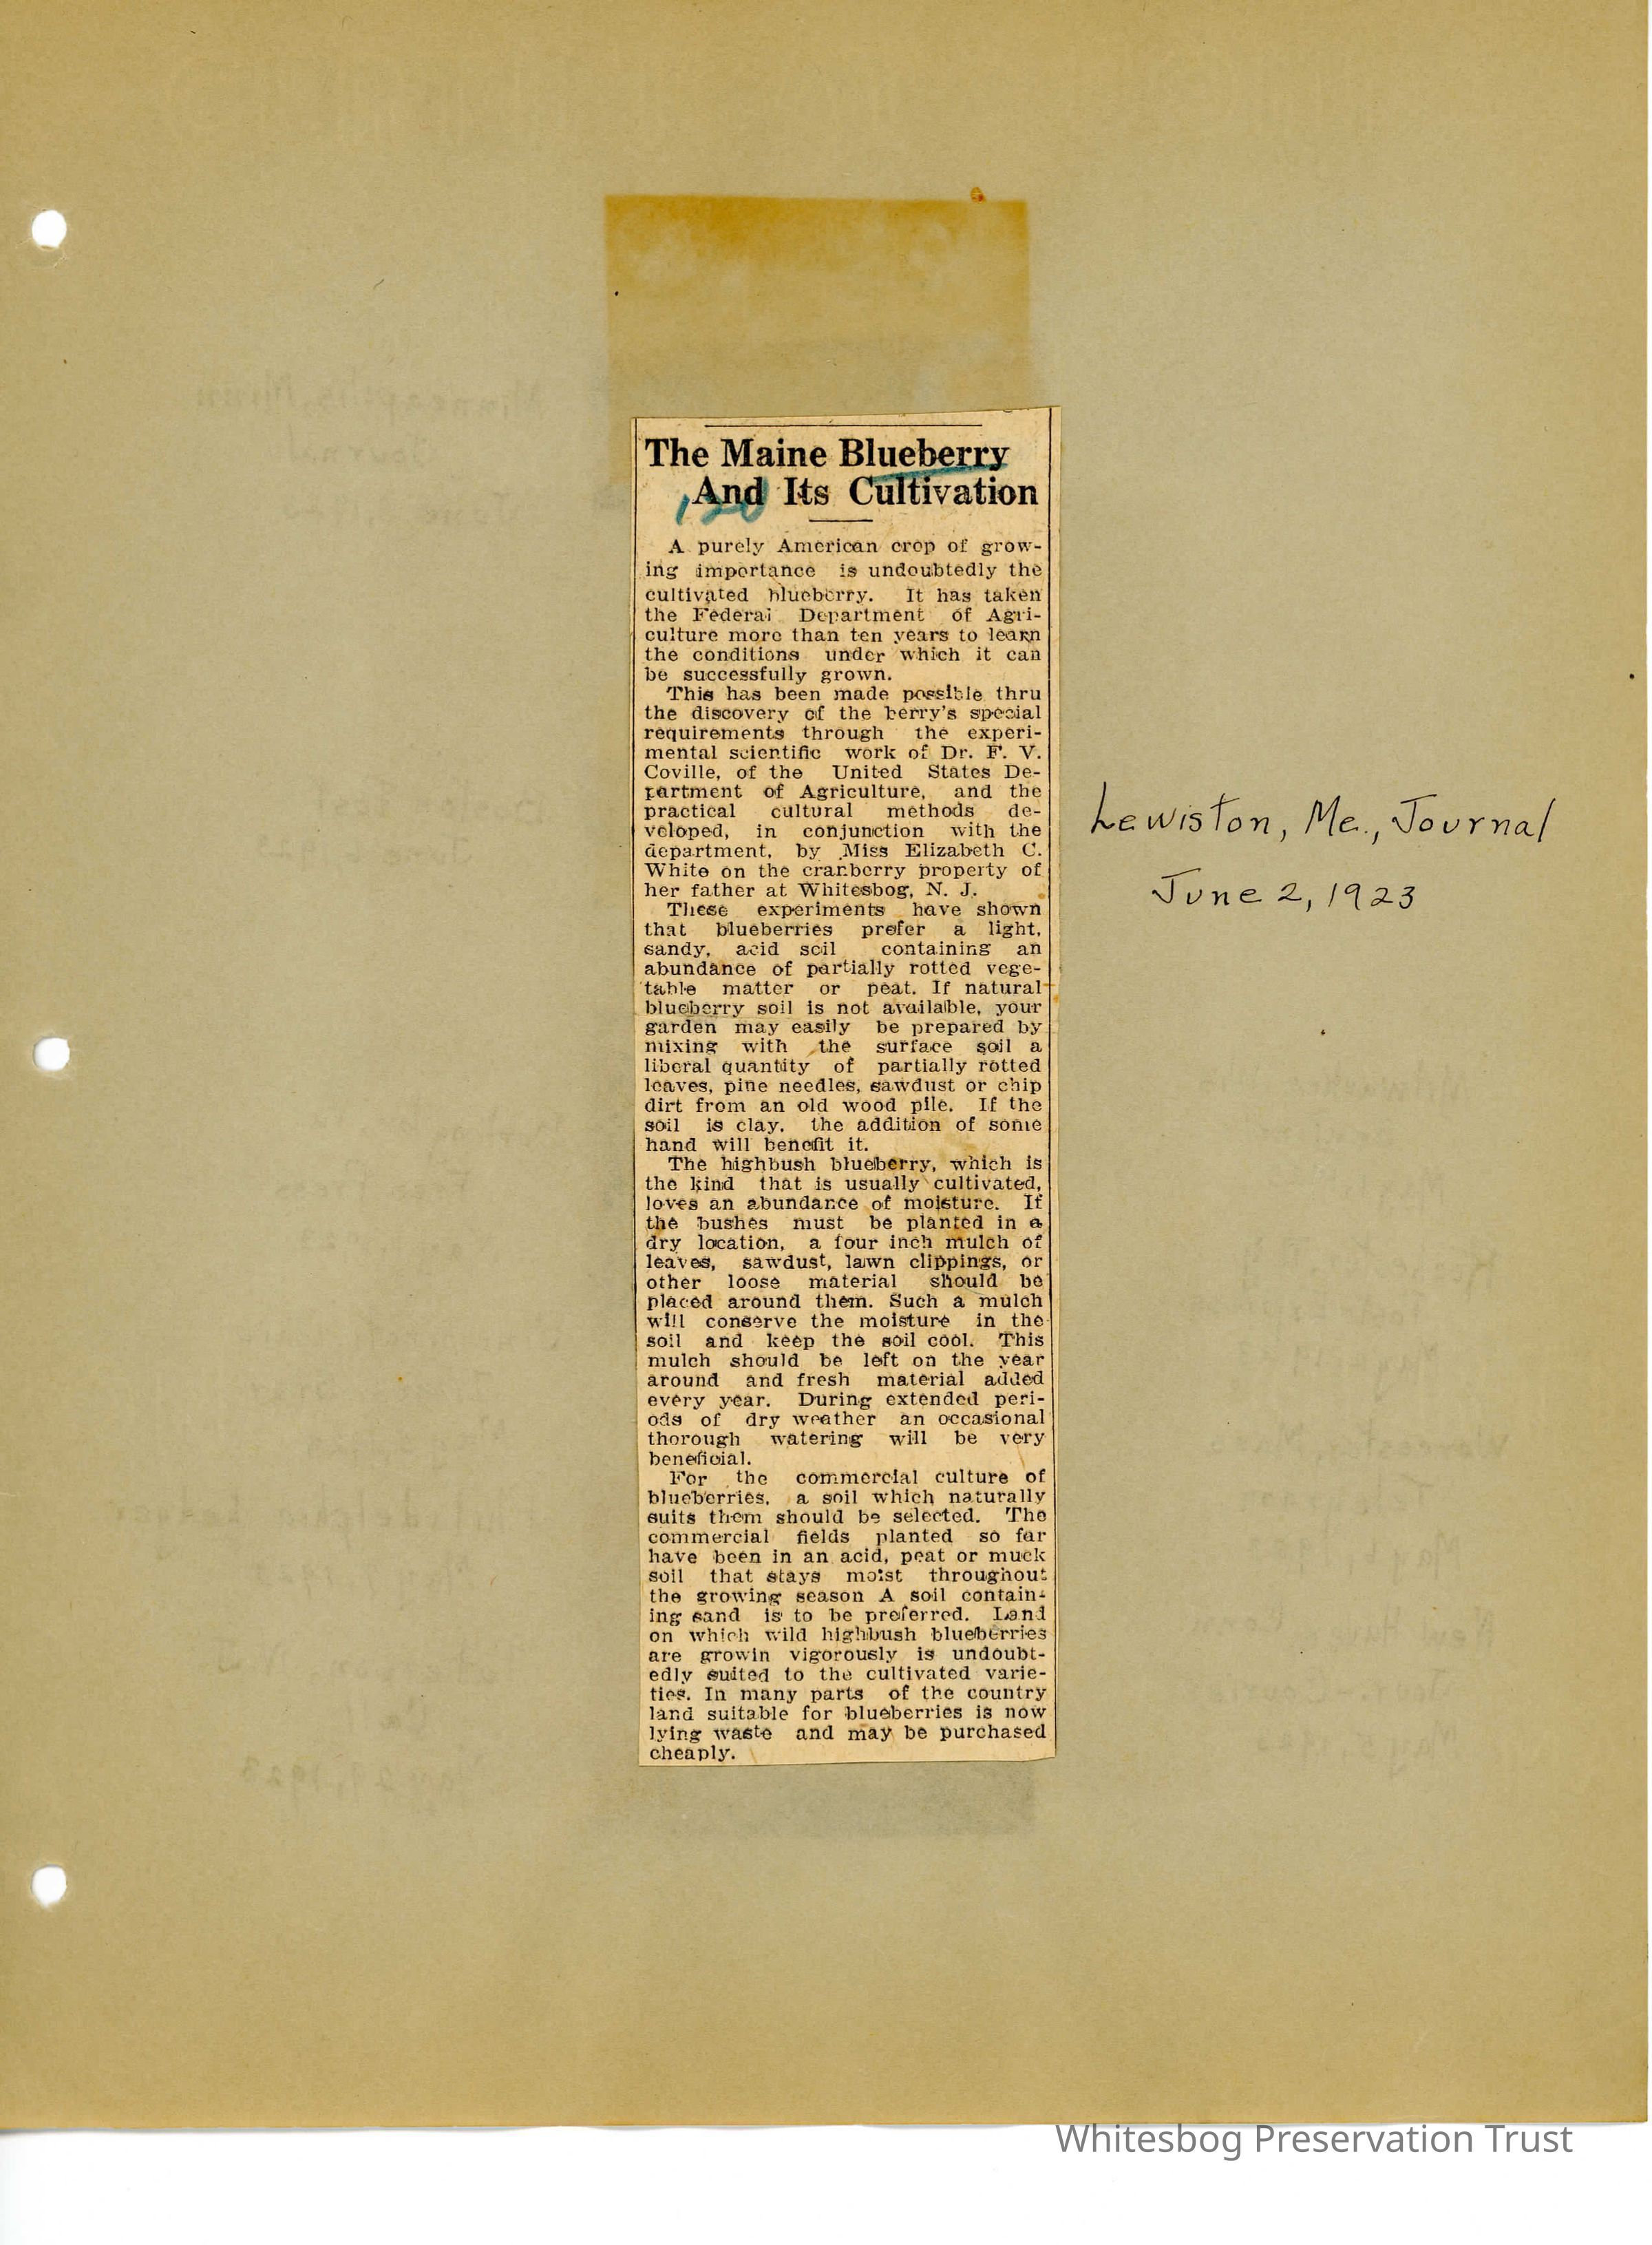 The Maine Blueberry
And Its Cultivation
A purely American crop of grow-
ing importance is undoubtedly the
cultivated blueberry. It has taken
the Federal Department of Agri-
culture more than ten years to learn
the conditions under which it can
be successfully grown.
This has been made possible thru
the discovery of the berry's special
requirements through the experi-
mental scientific work of Dr. F. V.
Coville, of the United States De-
partment of Agriculture, and the
practical cultural methods de-
veloped, in conjunction with the
department, by Miss Elizabeth C.
White on the cranberry property of
her father at Whitesbog, N. J.
These experiments have shown
that blueberries prefer a light,
sandy, acid soil containing an
abundance of partially rotted vege-
table matter or peat. If natural
blueberry soil is not available, your
garden may easily be prepared by
mixing with the surface soil a
liberal quantity of partially rotted
leaves, pine needles, sawdust or chip
dirt from an old wood pile. If the
soil is clay, the addition of some
hand will benefit it.
The highbush blueberry, which is
the kind that is usually cultivated,
loves an abundance of moisture. If
the bushes must be planted in a
dry location, a four inch mulch of
leaves, sawdust, lawn clippings, or
other loose material should be
placed around them. Such a mulch
will conserve the moisture in the
soil and keep the soil cool. This
mulch should be left on the year
around and fresh material added
every year. During extended peri-
ods of dry weather an occasional
thorough watering will be very
beneficial.
For the commercial culture of
blueberries, a soil which naturally
suits them should be selected. The
commercial fields planted so far
have been in an acid, peat or muck
soil that stays moist throughout
the growing season A soil contain-
ing sand is to be preferred. Land
on which wild highbush blueberries
are growin vigorously is undoubt-
edly suited to the cultivated varie-
ties. In many parts of the country
land suitable for blueberries is now
lying waste and may be purchased
cheaply.
Lewiston, Me., Journal
June 2, 1923
Whitesbog Preservation Trust